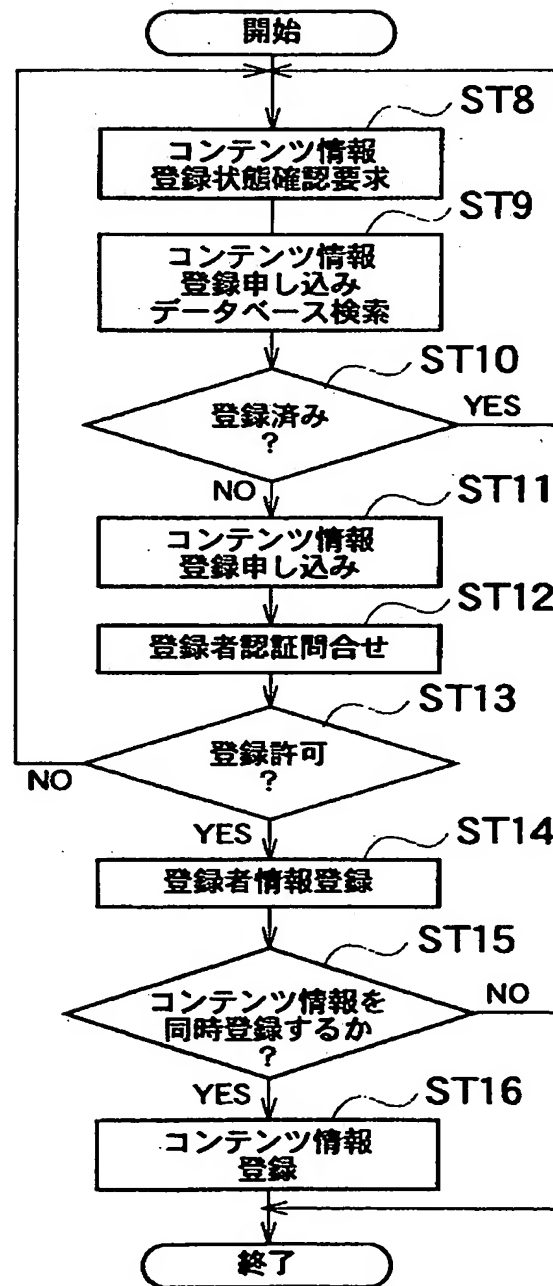 開始
ST8
コンテンツ情報
登録状態確認要求
ST9
コンテンツ情報
登録申し込み
データベース検索
ST10
登録済み
?
YES
NO
ST11
コンテンツ情報
登録申し込み
ST12
登録者認証問合せ
ST13
登録許可
?
NO
YES
ST14
登録者情報登録
ST15
コンテンツ情報を
同時登録するか
?
NO
YES
ST16
コンテンツ情報
登録
終了